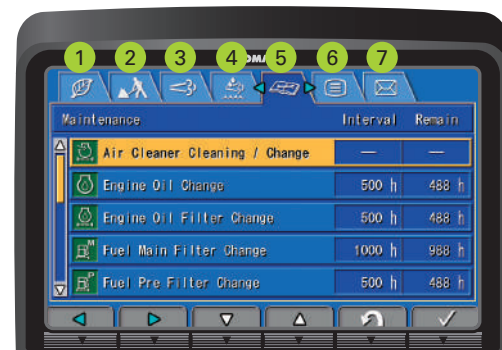 1 2 3 4 5 6 7
Maintenance Interval Remain
Air Cleaner Cleaning / Change — —
Engine Oil Change 500 h 488 h
Engine Oil Filter Change 500 h 488 h
M Fuel Main Filter Change 1000 h 988 h
P Fuel Pre Filter Change 500 h 488 h